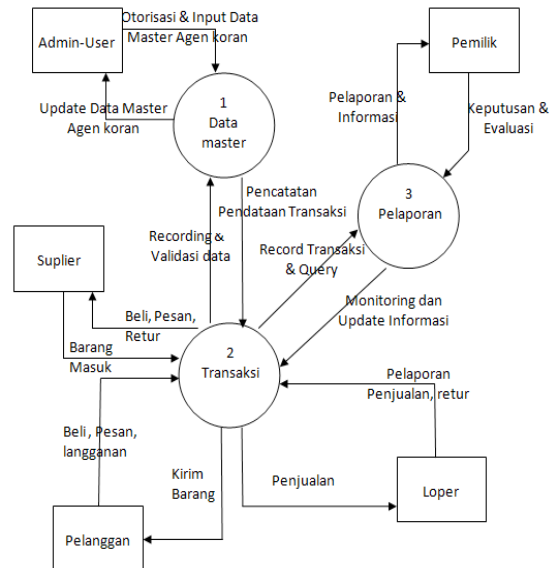 Otorisasi & Input Data
Master Agen koran
Admin-User
Pemilik
Update Data Master
Agen koran
1
Data
master
Pelaporan &
Informasi
Keputusan &
Evaluasi
3
Pelaporan
Pencatatan
Pendataan Transaksi
Recording &
Validasi data
Record Transaksi
& Query
Suplier
Monitoring dan
Update Informasi
Beli, Pesan,
Retur
Barang
Masuk
2
Transaksi
Pelaporan
Penjualan, retur
Beli, Pesan,
langganan
Kirim
Barang
Penjualan
Loper
Pelanggan